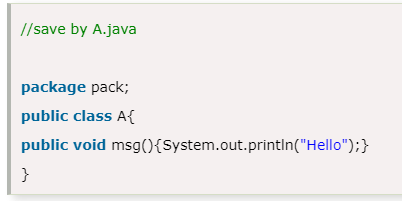 //save by A.java
package pack;
public class A{
public void msg(){System.out.println("Hello");}
}